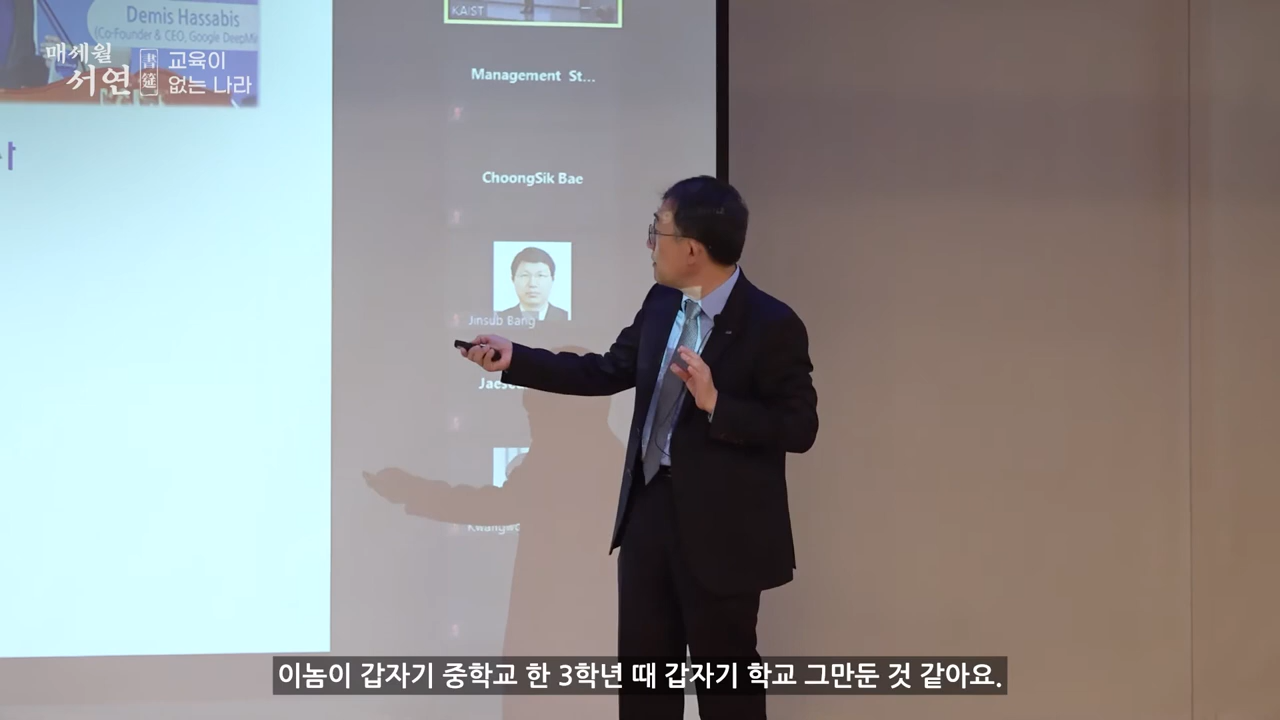 Demis Hassabis
(Co-Founder & CEO, Google DeepMi
매세월
서연
書筵
교육이
없는 나라
사
KAIST
Management St...
ChoongSik Bae
Jinsub Bang
이놈이 갑자기 중학교 한 3학년 때 갑자기 학교 그만둔 것 같아요.